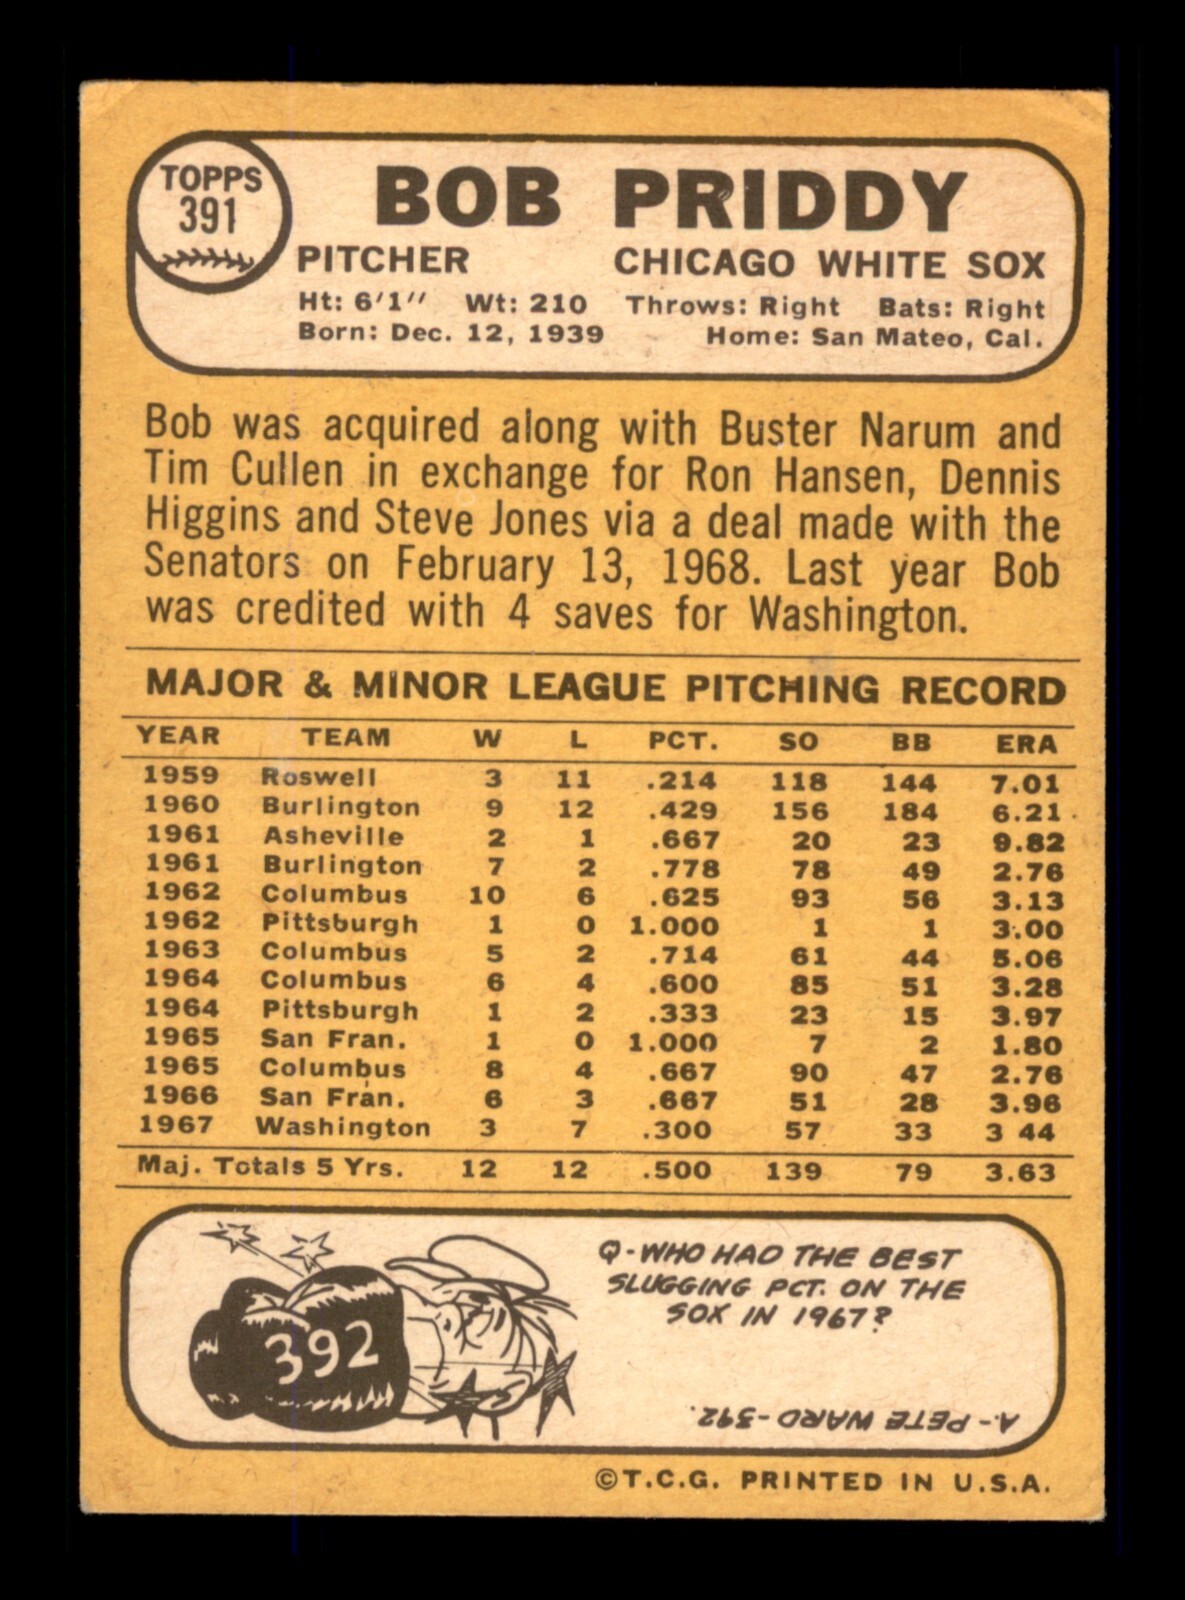 TOPPS
391
BOB PRIDDY
PITCHER CHICAGO WHITE SOX
Ht: 6'1" Wt: 210 Throws: Right Bats: Right
Born: Dec. 12, 1939 Home: San Mateo, Cal.
Bob was acquired along with Buster Narum and
Tim Cullen in exchange for Ron Hansen, Dennis
Higgins and Steve Jones via a deal made with the
Senators on February 13, 1968. Last year Bob
was credited with 4 saves for Washington.
MAJOR & MINOR LEAGUE PITCHING RECORD
YEAR TEAM W L PCT. SO BB ERA
1959 Roswell 3 11 .214 118 144 7.01
1960 Burlington 9 12 .429 156 184 6.21
1961 Asheville 2 1 .667 20 23 9.82
1961 Burlington 7 2 .778 78 49 2.76
1962 Columbus 10 6 .625 93 56 3.13
1962 Pittsburgh 1 0 1.000 1 1 3.00
1963 Columbus 5 2 .714 61 44 5.06
1964 Columbus 6 4 .600 85 51 3.28
1964 Pittsburgh 1 2 .333 23 15 3.97
1965 San Fran. 1 0 1.000 7 2 1.80
1965 Columbus 8 4 .667 90 47 2.76
1966 San Fran. 6 3 .667 51 28 3.96
1967 Washington 3 7 .300 57 33 3 44
Maj. Totals 5 Yrs. 12 12 .500 139 79 3.63
392
Q-WHO HAD THE BEST
SLUGGING PCT. ON THE
SOX IN 1967?
A.-PETE WARD-.392.
©T.C.G. PRINTED IN U.S.A.